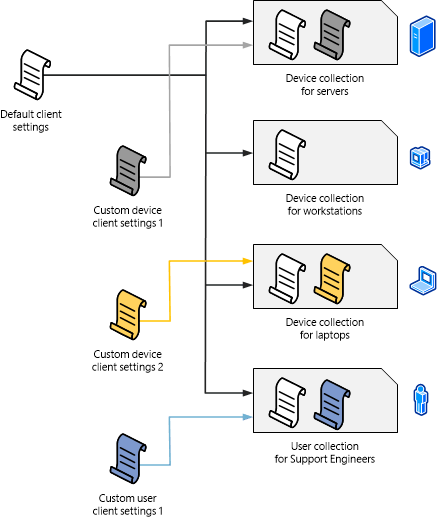 Device collection
for servers
Default client
settings
Custom device
client settings 1
Device collection
for workstations
Device collection
for laptops
Custom device
client settings 2
User collection
for Support Engineers
Custom user
client settings 1